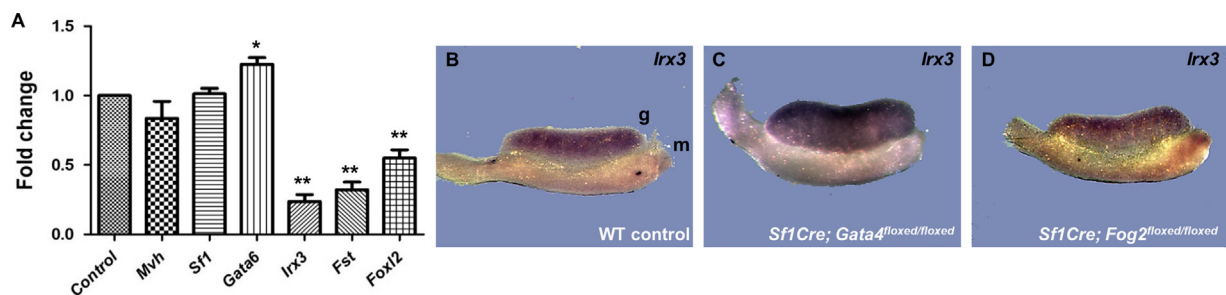 A
Fold change
1.5
1.0
0.5
0.0
*
**
**
**
Control
Mvh
Sf1
Gata6
Irx3
Fst
Foxl2
B
Irx3
g
m
WT control
C
Irx3
Sf1Cre; Gata4floxed/floxed
D
Irx3
Sf1Cre; Fog2floxed/floxed